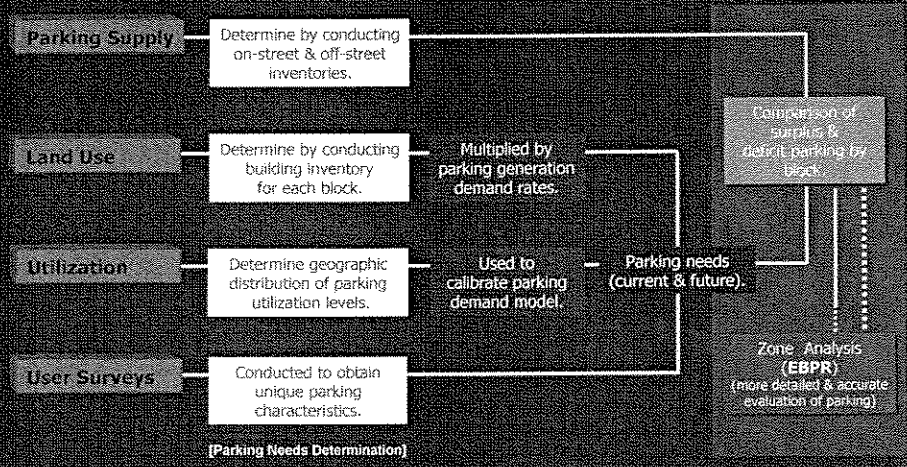 Parking Supply
Determine by conducting
on-street & off-street
inventories.
Comparison of
surplus &
deficit parking by
block.
Land Use
Determine by conducting
building inventory
for each block.
Multiplied by
parking generation
demand rates.
Utilization
Determine geographic
distribution of parking
utilization levels.
Used to
calibrate parking
demand model.
Parking needs
(current & future).
User Surveys
Conducted to obtain
unique parking
characteristics.
Zone Analysis
(EBPR)
(more detailed & accurate
evaluation of parking)
[Parking Needs Determination]